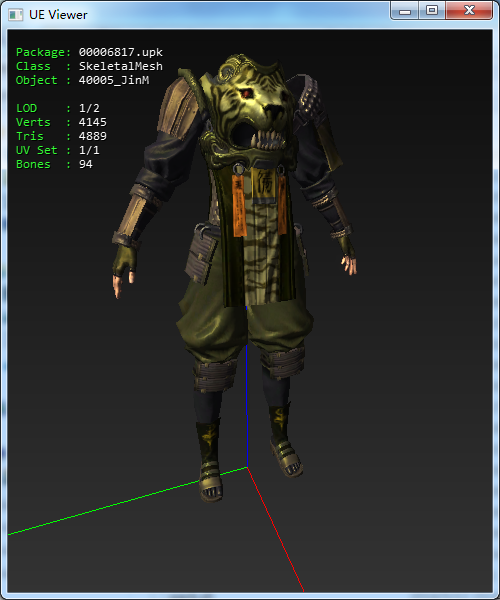 UE Viewer
Package: 00006817.upk
Class : SkeletalMesh
Object : 40005_JinM
LOD : 1/2
Verts : 4145
Tris : 4889
UV Set : 1/1
Bones : 94